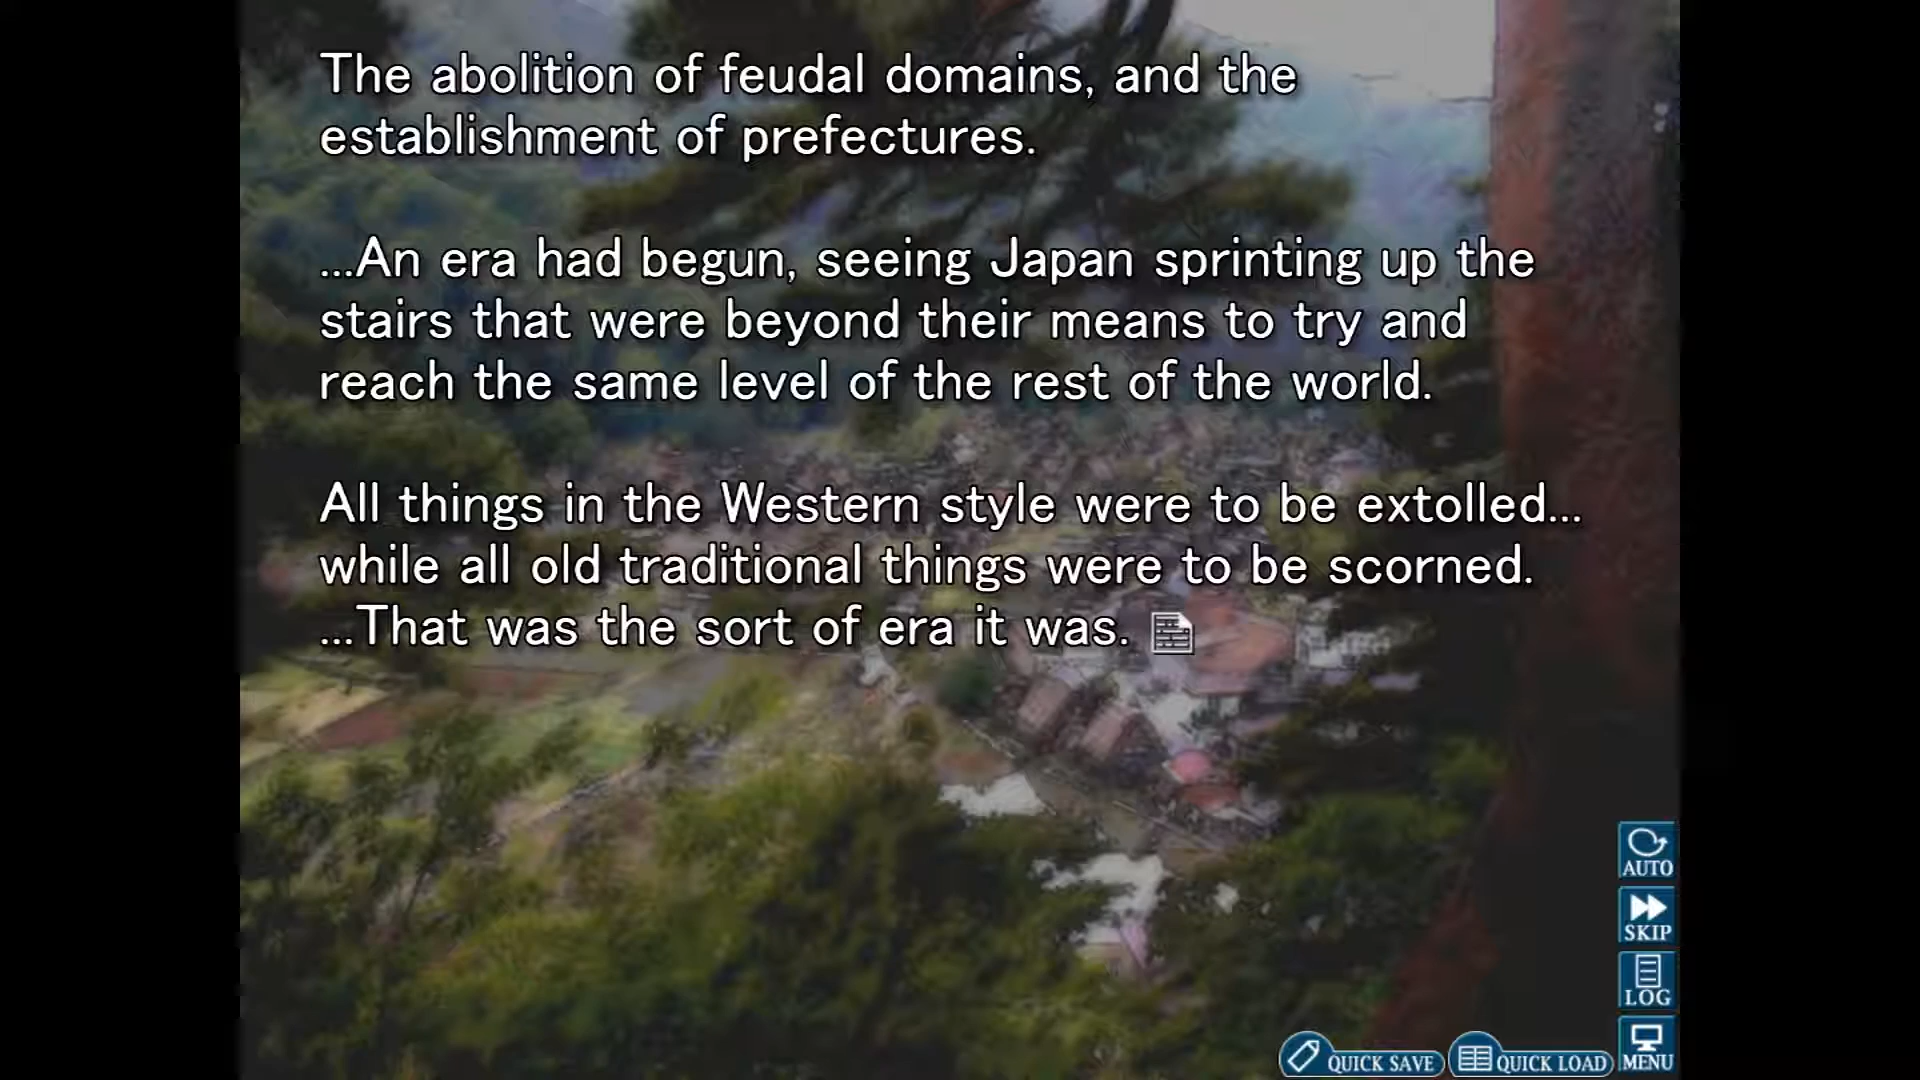 The abolition of feudal domains, and the
establishment of prefectures.
...An era had begun, seeing Japan sprinting up the
stairs that were beyond their means to try and
reach the same level of the rest of the world.
All things in the Western style were to be extolled...
while all old traditional things were to be scorned.
...That was the sort of era it was.
AUTO
SKIP
LOG
MENU
QUICK SAVE
QUICK LOAD